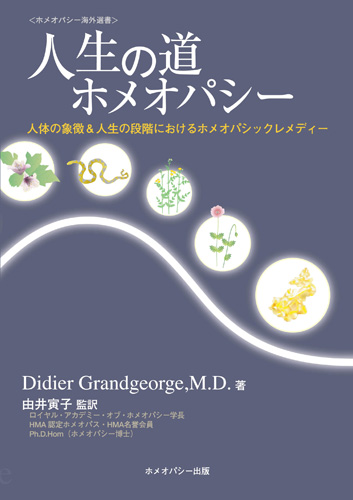 ＜ホメオパシー海外選書＞
人生の道
ホメオパシー
人体の象徴＆人生の段階におけるホメオパシックレメディー
Didier Grandgeorge,M.D. 著
由井寅子 監訳
ロイヤル・アカデミー・オブ・ホメオパシー学長
HMA 認定ホメオパス・HMA名誉会員
Ph.D.Hom（ホメオパシー博士）
e
ホメオパシー出版